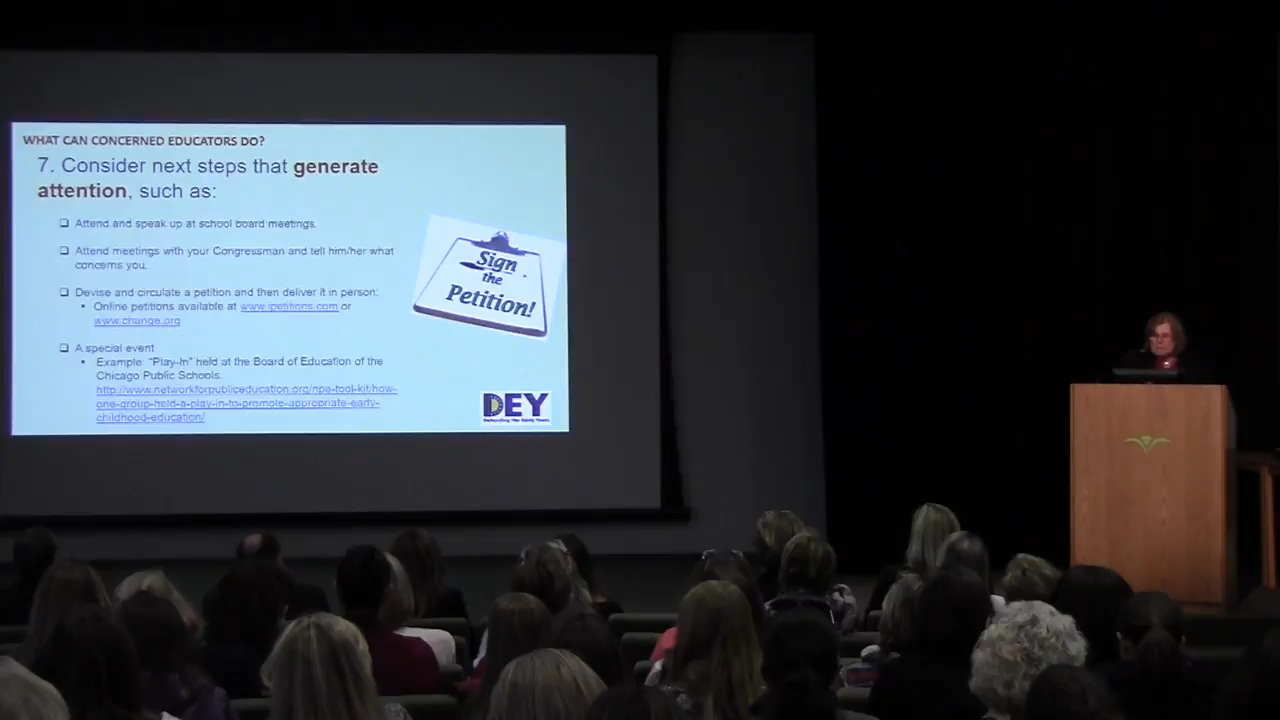 WHAT CAN CONCERNED EDUCATORS DO?
7. Consider next steps that generate
attention, such as:
❑ Attend and speak up at school board meetings.
❑ Attend meetings with your Congressman and tell him/her what
concerns you.
❑ Devise and circulate a petition and then deliver it in person:
• Online petitions available at www.ipetitions.com or
www.change.org
❑ A special event
• Example: "Play-In" held at the Board of Education of the
Chicago Public Schools.
http://www.networkforpubliceducation.org/npe-tool-kit/how-
one-group-held-a-play-in-to-promote-appropriate-early-
childhood-education/
Sign
the
Petition!
DEY
Defending the Early Years